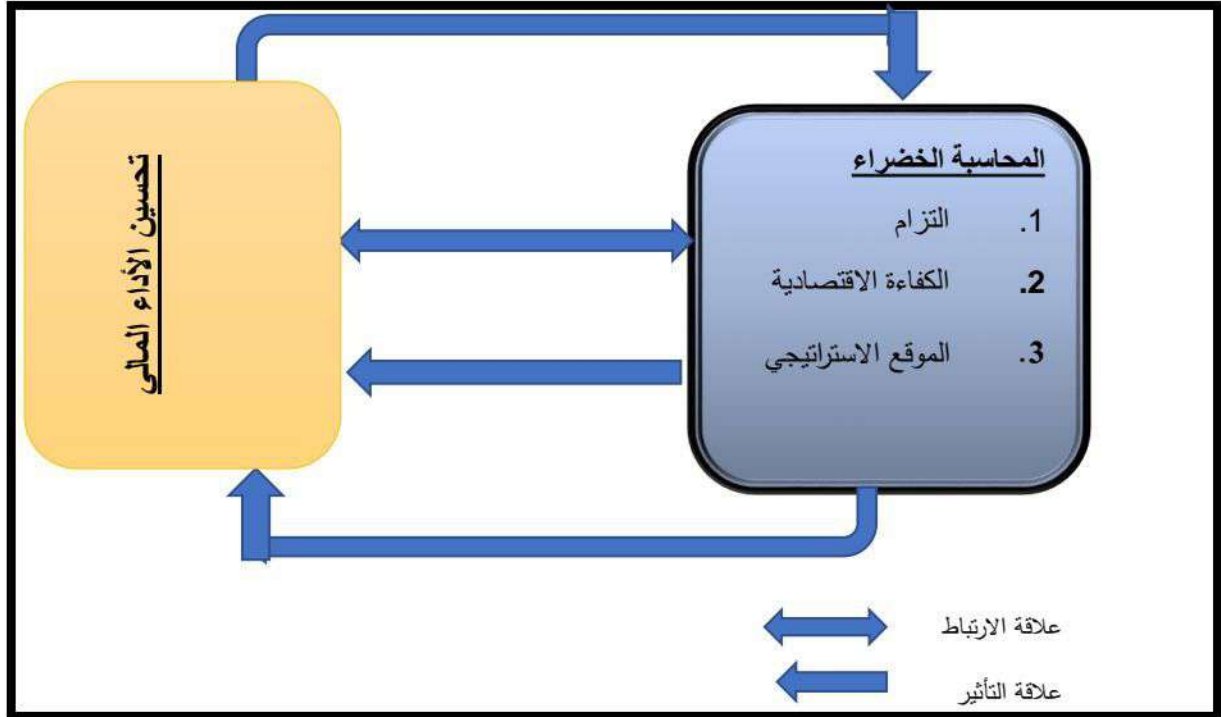 المحاسبة الخضراء
1. التزام
2. الكفاءة الاقتصادية
3. الموقع الاستراتيجي
تحسين الأداء المالي
علاقة الارتباط
علاقة التأثير